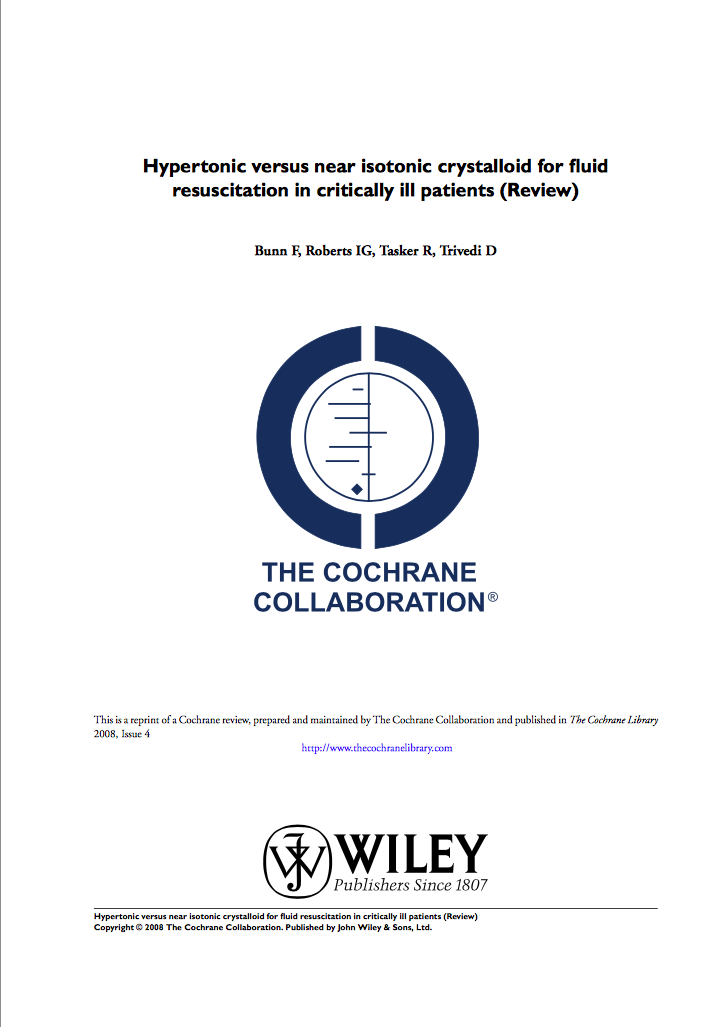 Hypertonic versus near isotonic crystalloid for fluid
resuscitation in critically ill patients (Review)
Bunn F, Roberts IG, Tasker R, Trivedi D
THE COCHRANE
COLLABORATION®
This is a reprint of a Cochrane review, prepared and maintained by The Cochrane Collaboration and published in The Cochrane Library
2008, Issue 4
http://www.thecochranelibrary.com
WILEY
Publishers Since 1807
Hypertonic versus near isotonic crystalloid for fluid resuscitation in critically ill patients (Review)
Copyright © 2008 The Cochrane Collaboration. Published by John Wiley & Sons, Ltd.